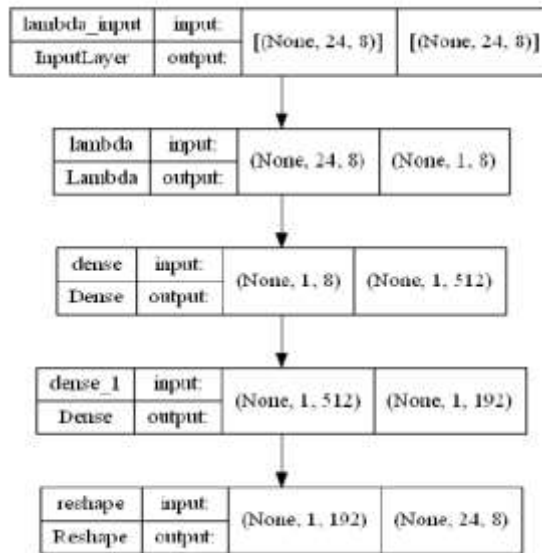 lambda_input input: [(None, 24, 8)] [(None, 24, 8)]
InputLayer output:
lambda input: (None, 24, 8) (None, 1, 8)
Lambda output:
dense input: (None, 1, 8) (None, 1, 512)
Dense output:
dense_1 input: (None, 1, 512) (None, 1, 192)
Dense output:
reshape input: (None, 1, 192) (None, 24, 8)
Reshape output: